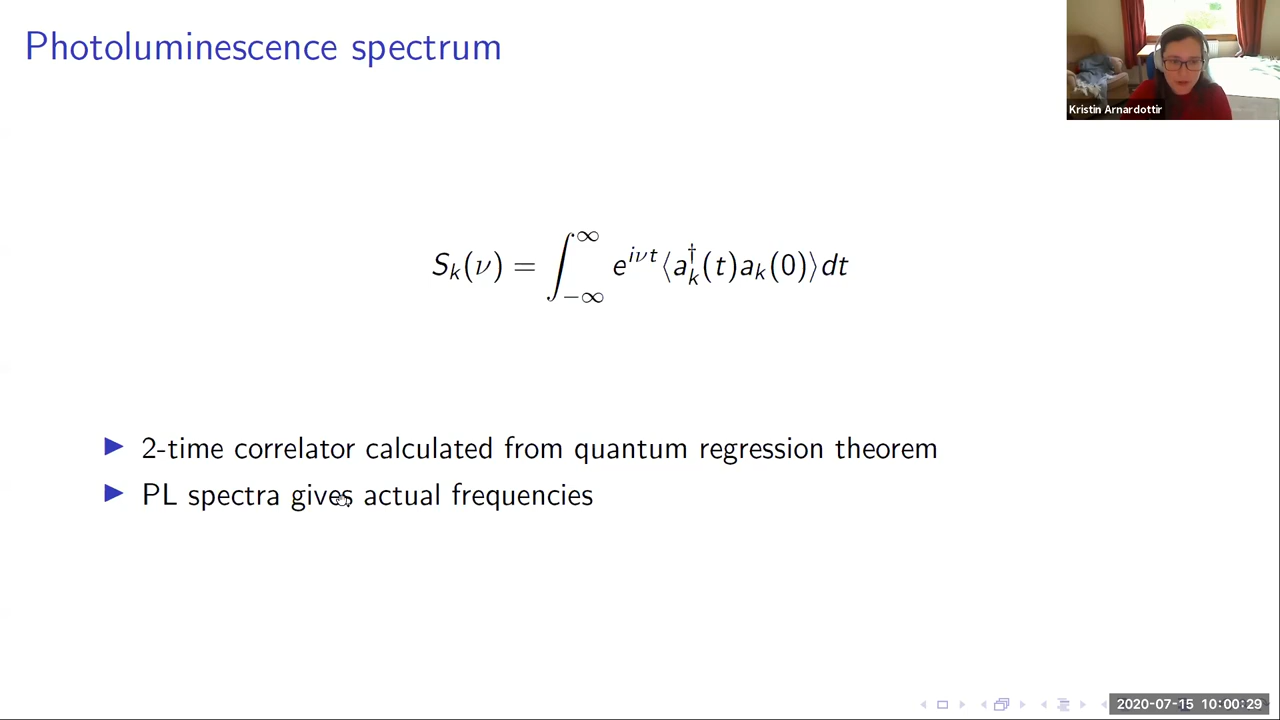 Photoluminescence spectrum
Kristin Arnardottir
S_k(ν) = ∫_{−∞}^{∞} e^{iνt}⟨a_k^†(t)a_k(0)⟩dt
▶ 2-time correlator calculated from quantum regression theorem
▶ PL spectra gives actual frequencies
2020-07-15 10:00:29